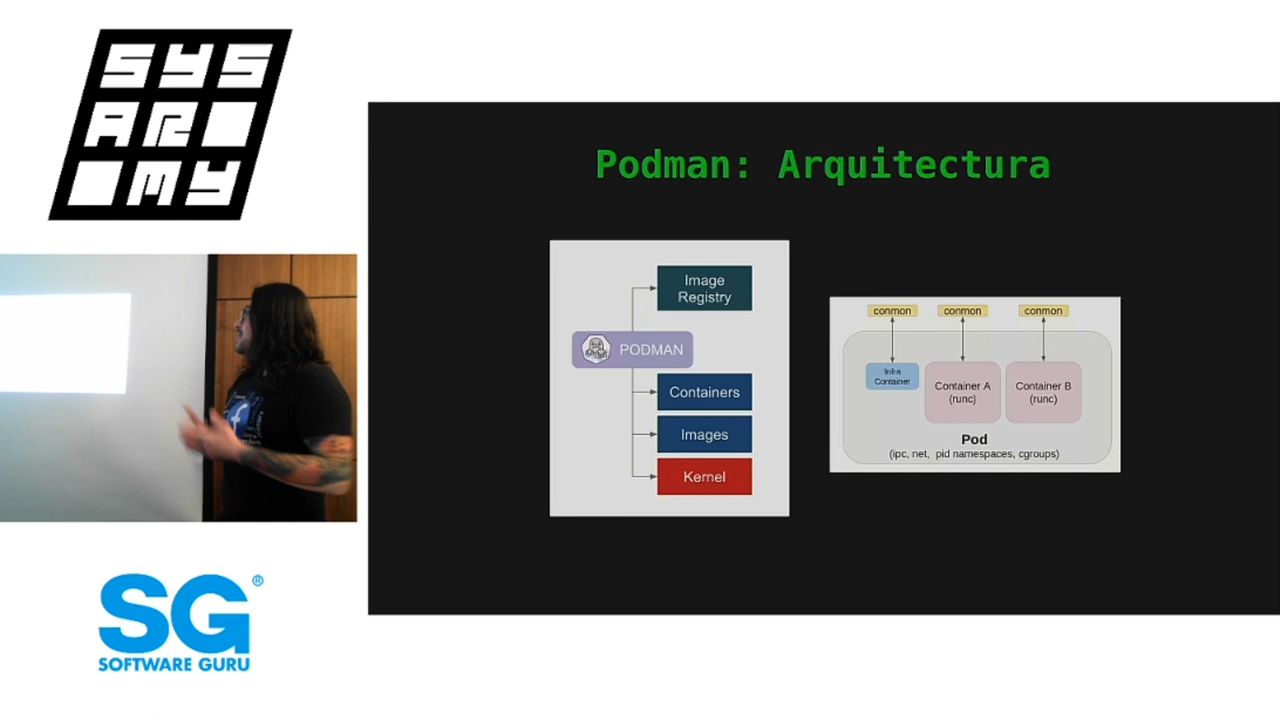 SYS
AR
MY
Podman: Arquitectura
Image
Registry
PODMAN
Containers
Images
Kernel
conmon
conmon
conmon
Infra
Container
Container A
(runc)
Container B
(runc)
Pod
(ipc, net, pid namespaces, cgroups)
SG®
SOFTWARE GURU